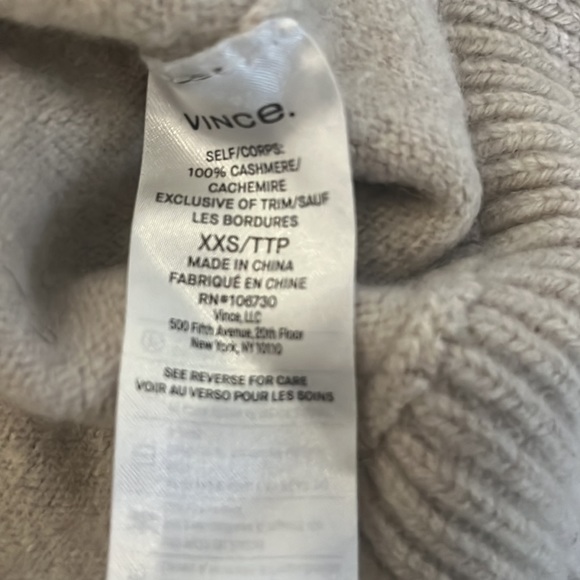 VINCE.
SELF/CORPS:
100% CASHMERE/
CACHEMIRE
EXCLUSIVE OF TRIM/SAUF
LES BORDURES
XXS/TTP
MADE IN CHINA
FABRIQUÉ EN CHINE
RN#106730
Vince, LLC
500 Fifth Avenue, 20th Floor
New York, NY 10110
SEE REVERSE FOR CARE
VOIR AU VERSO POUR LES SOINS